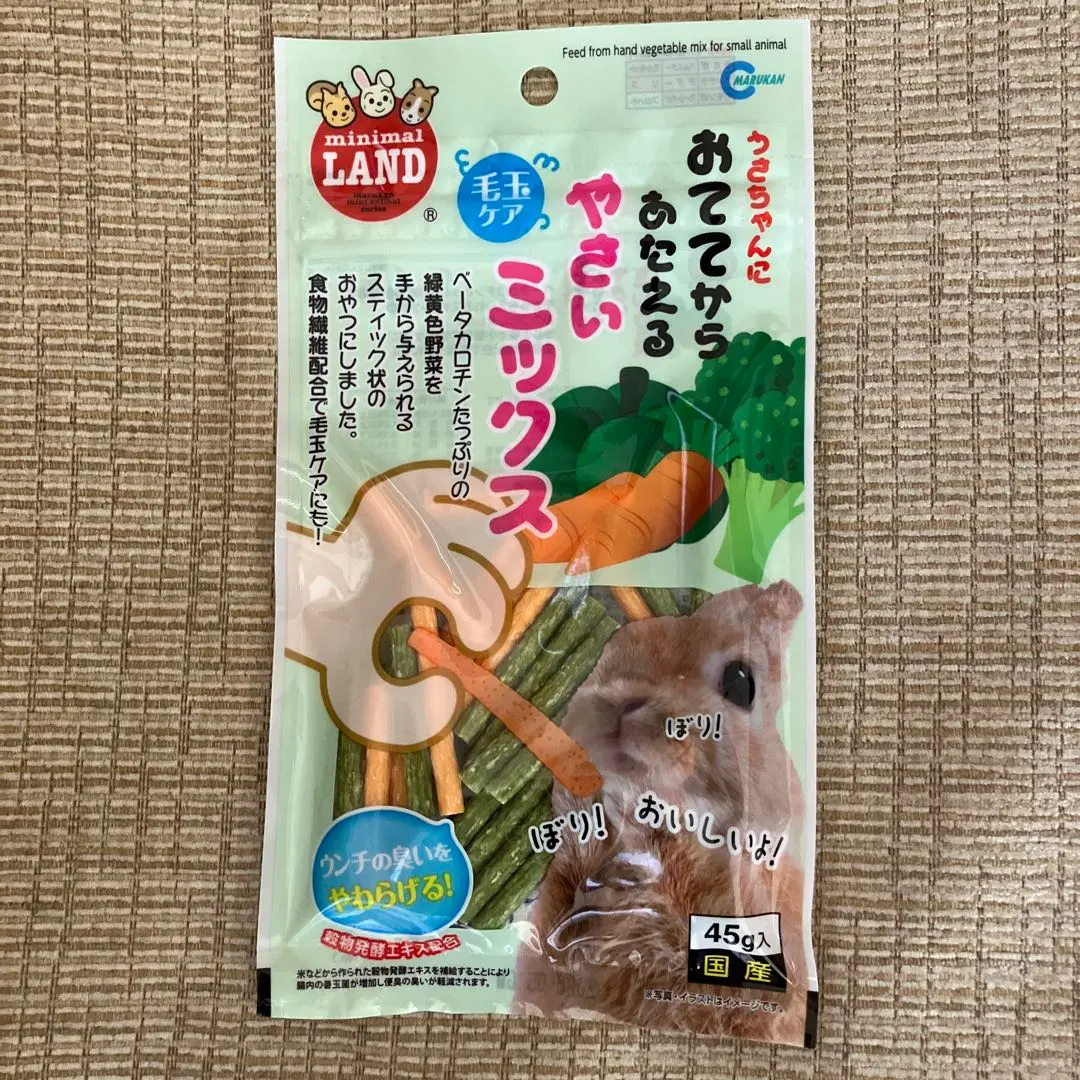 Feed from hand vegetable mix for small animal
MARUKAN
minimal
LAND
marukan
mini animal
series
®
毛玉
ケア
うさちゃんに
おててから
あたえる
やさい
ミックス
ベータカロチンたっぷりの
緑黄色野菜を
手から与えられる
スティック状の
おやつにしました。
食物繊維配合で毛玉ケアにも!
ぼり!
ぼり!
おいしいよ!
ウンチの臭いを
やわらげる!
穀物発酵エキス配合
米などから作られた穀物発酵エキスを補給することにより
腸内の善玉菌が増加し便臭の臭いが軽減されます。
45g入
国産
※写真・イラストはイメージです。